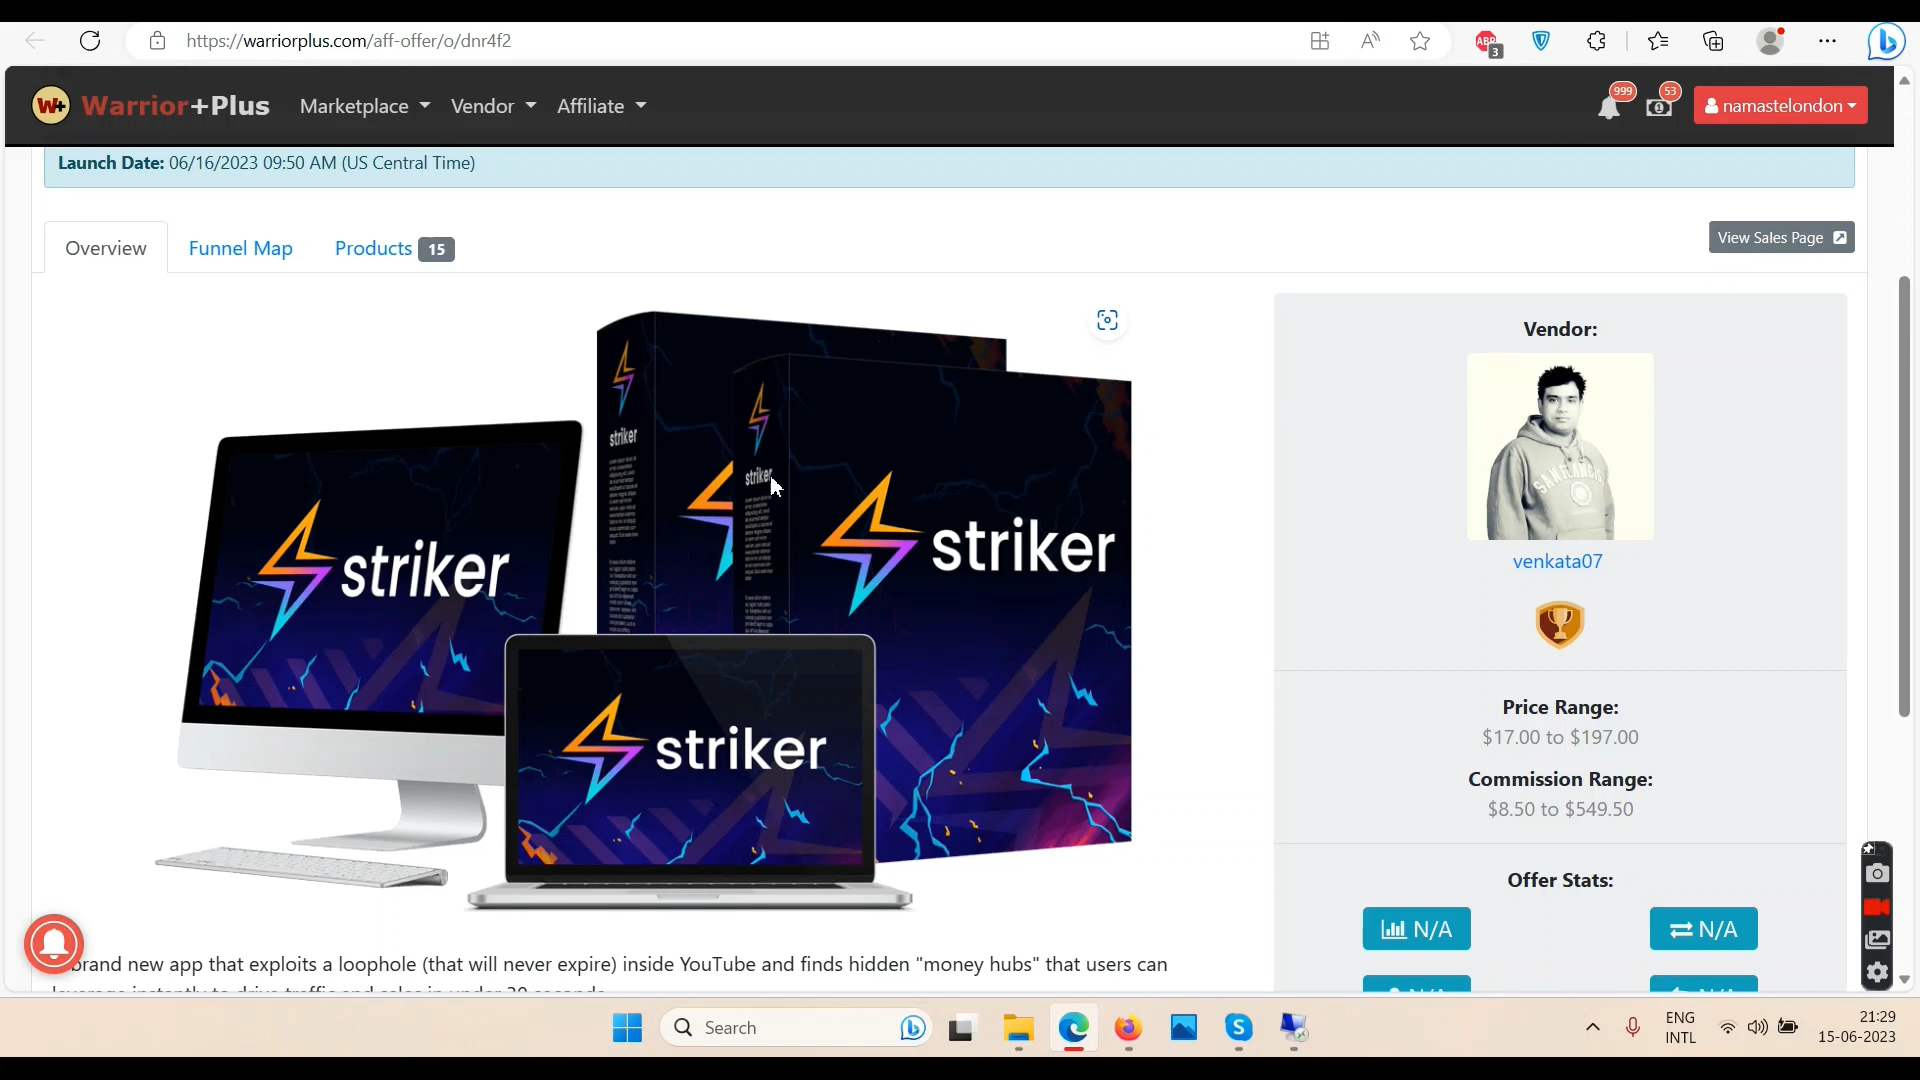 https://warriorplus.com/aff-offer/o/dnr4f2
ABP
3
W+ Warrior+Plus Marketplace Vendor Affiliate 999 53 namastelondon
Launch Date: 06/16/2023 09:50 AM (US Central Time)
Overview Funnel Map Products 15 View Sales Page
striker
striker
striker
striker
striker
Vendor:
SAN FRANCIS
venkata07
Price Range:
$17.00 to $197.00
Commission Range:
$8.50 to $549.50
Offer Stats:
N/A N/A
brand new app that exploits a loophole (that will never expire) inside YouTube and finds hidden "money hubs" that users can
Search
ENG
INTL
21:29
15-06-2023